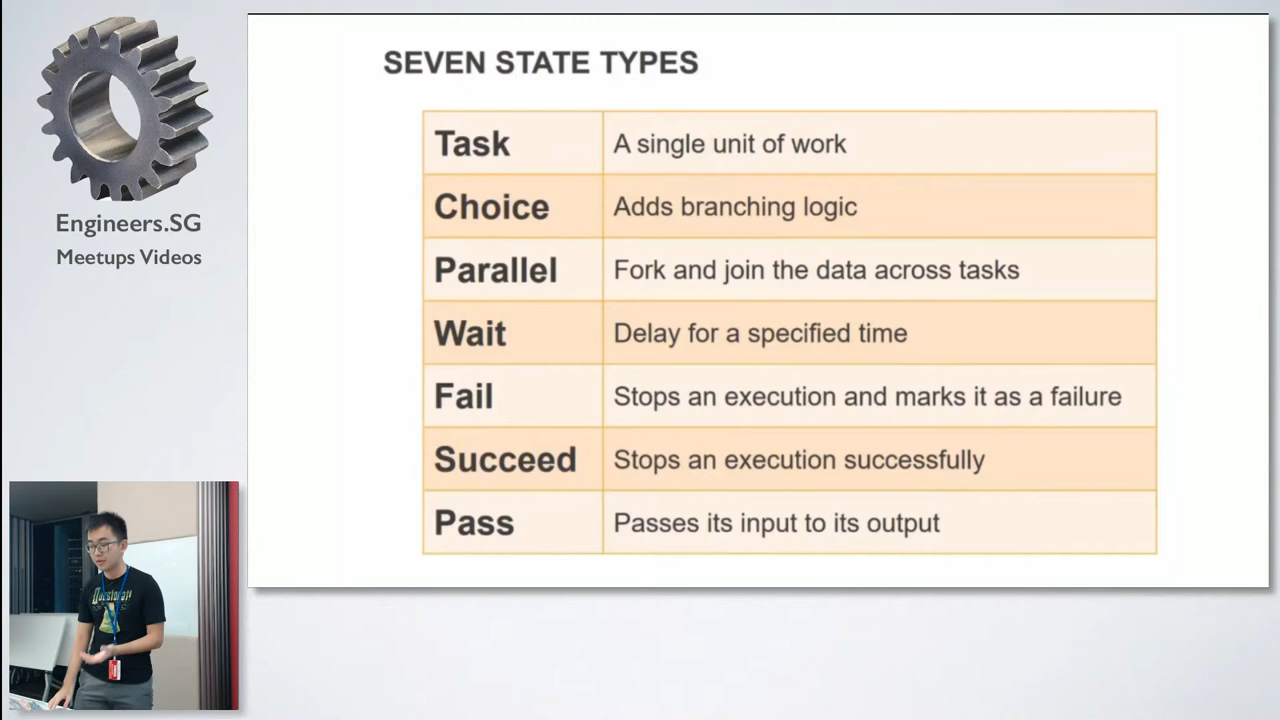 Engineers.SG
Meetups Videos
SEVEN STATE TYPES
Task A single unit of work
Choice Adds branching logic
Parallel Fork and join the data across tasks
Wait Delay for a specified time
Fail Stops an execution and marks it as a failure
Succeed Stops an execution successfully
Pass Passes its input to its output